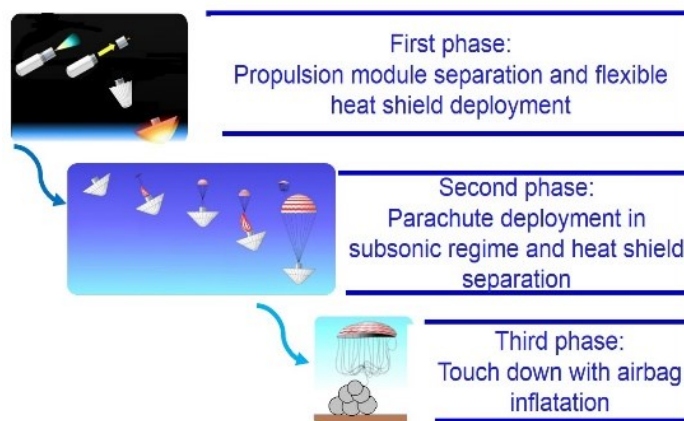 First phase:
Propulsion module separation and flexible
heat shield deployment
Second phase:
Parachute deployment in
subsonic regime and heat shield
separation
Third phase:
Touch down with airbag
inflatation